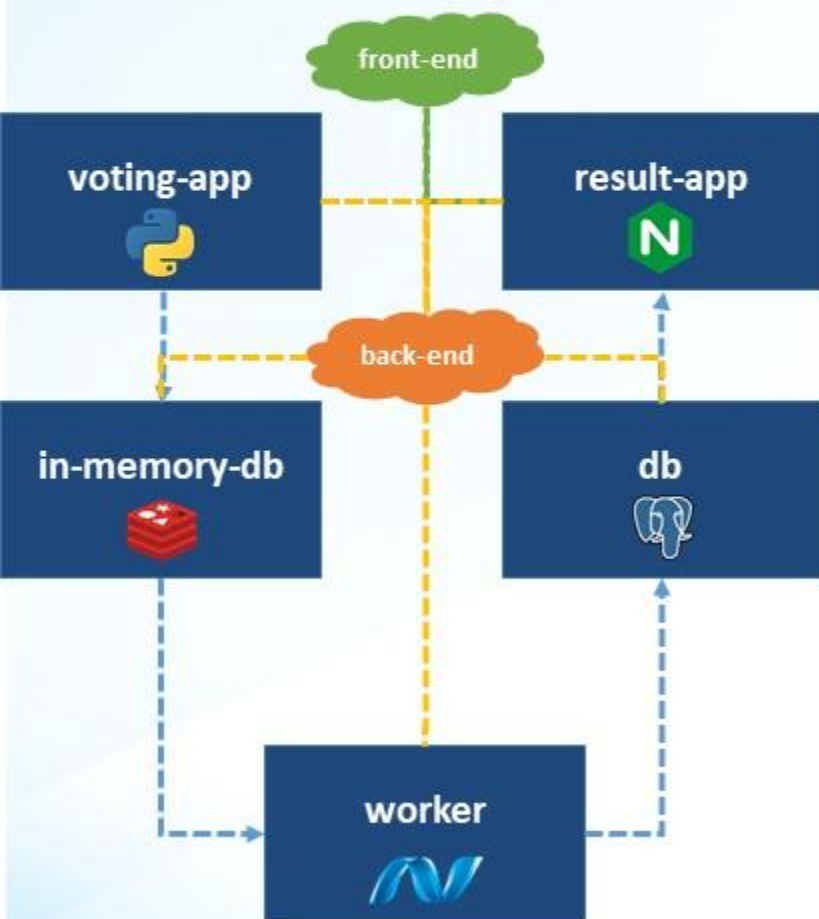 front-end
voting-app
result-app
N
back-end
in-memory-db
db
worker